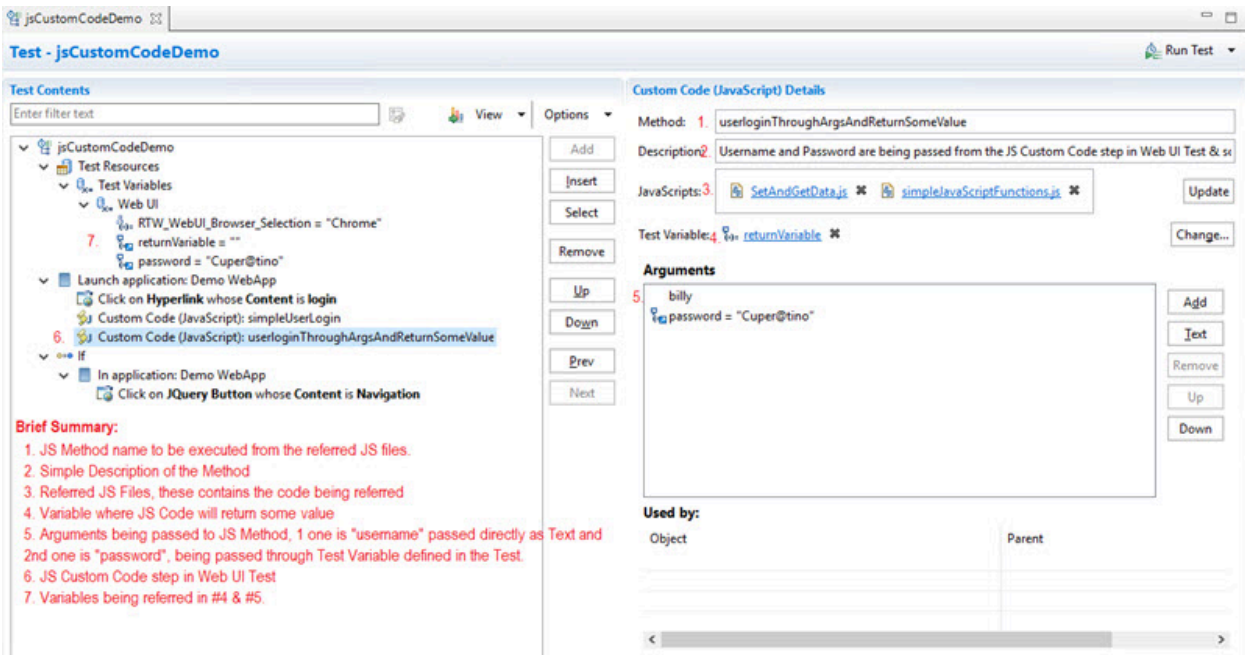 jsCustomCodeDemo
Test - jsCustomCodeDemo
Run Test
Test Contents
Enter filter text
View
Options
jsCustomCodeDemo
Test Resources
Test Variables
Web UI
RTW_WebUI_Browser_Selection = "Chrome"
7. returnVariable = ""
password = "Cuper@tino"
Launch application: Demo WebApp
Click on Hyperlink whose Content is login
Custom Code (JavaScript): simpleUserLogin
6. Custom Code (JavaScript): userloginThroughArgsAndReturnSomeValue
If
In application: Demo WebApp
Click on JQuery Button whose Content is Navigation
Add
Insert
Select
Remove
Up
Down
Prev
Next
Brief Summary:
1. JS Method name to be executed from the referred JS files.
2. Simple Description of the Method
3. Referred JS Files, these contains the code being referred
4. Variable where JS Code will return some value
5. Arguments being passed to JS Method, 1 one is "username" passed directly as Text and
2nd one is "password", being passed through Test Variable defined in the Test.
6. JS Custom Code step in Web UI Test
7. Variables being referred in #4 & #5.
Custom Code (JavaScript) Details
Method: 1. userloginThroughArgsAndReturnSomeValue
Description: 2. Username and Password are being passed from the JS Custom Code step in Web UI Test & se
JavaScripts: 3. SetAndGetData.js simpleJavaScriptFunctions.js
Update
Test Variable: 4. returnVariable
Change...
Arguments
5. billy
password = "Cuper@tino"
Add
Text
Remove
Up
Down
Used by:
Object Parent